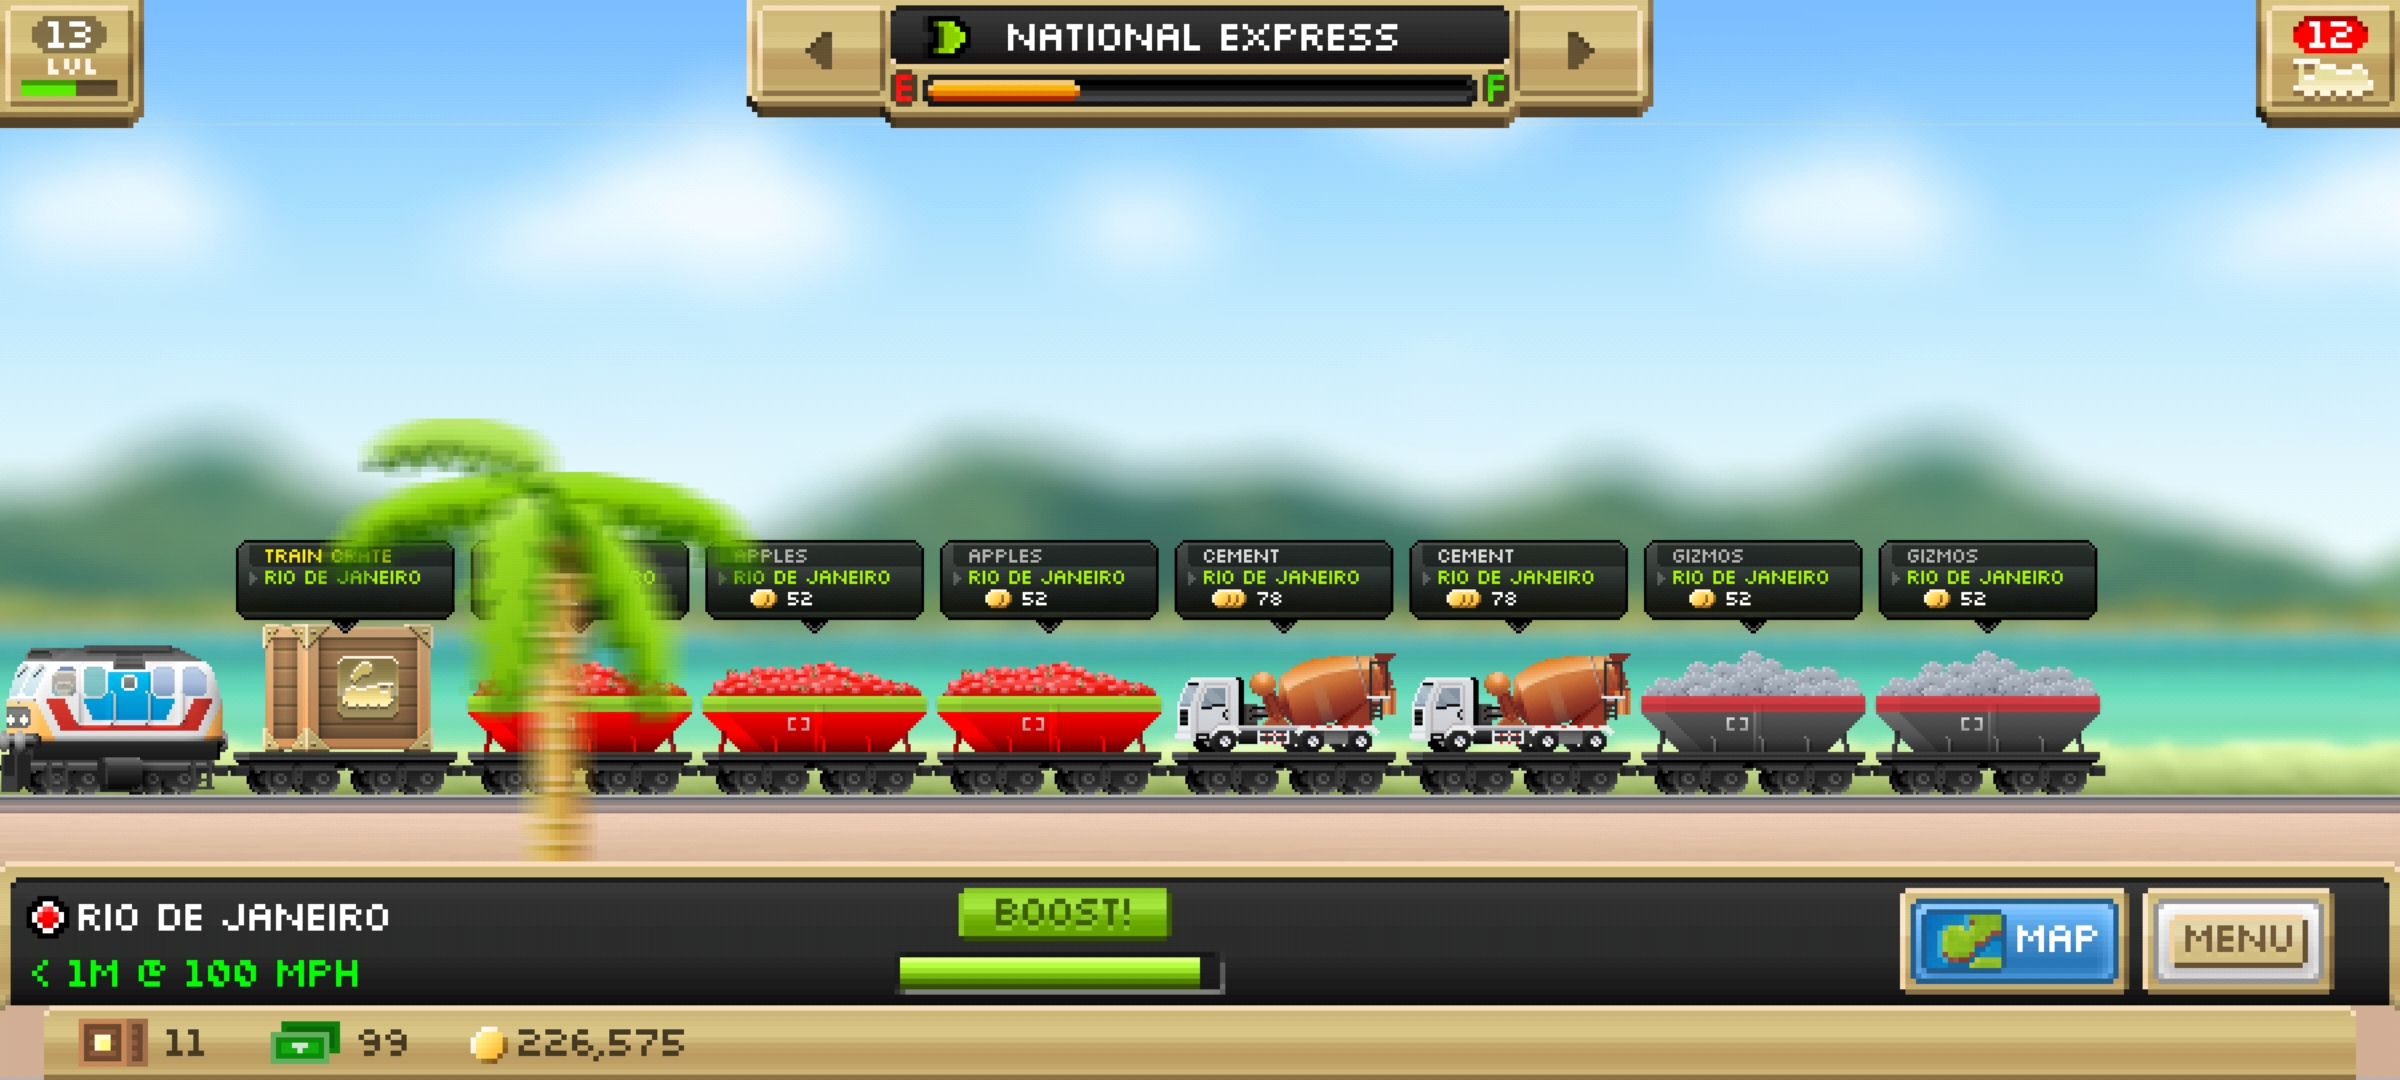 13
LVL
NATIONAL EXPRESS
E F
12
TRAIN CRATE
RIO DE JANEIRO
APPLES
RIO DE JANEIRO
52
APPLES
RIO DE JANEIRO
52
CEMENT
RIO DE JANEIRO
78
CEMENT
RIO DE JANEIRO
78
GIZMOS
RIO DE JANEIRO
52
GIZMOS
RIO DE JANEIRO
52
RIO DE JANEIRO
< 1M @ 100 MPH
BOOST!
MAP
MENU
11
99
226,575